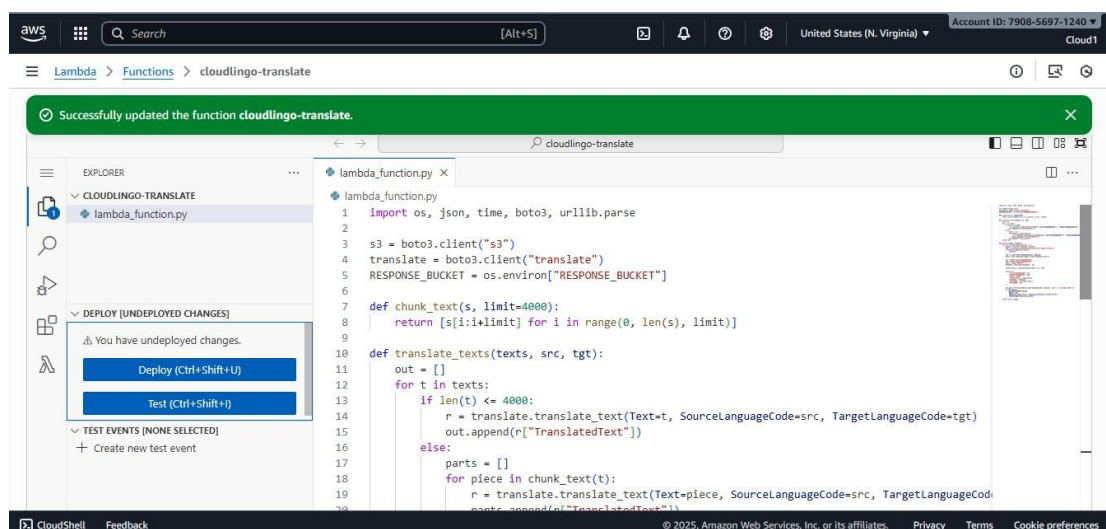 aws
Search [Alt+S]
United States (N. Virginia)
Account ID: 7908-5697-1240
Cloud1
Lambda > Functions > cloudlingo-translate
Successfully updated the function cloudlingo-translate.
cloudlingo-translate
EXPLORER
CLOUDLINGO-TRANSLATE
lambda_function.py
DEPLOY [UNDEPLOYED CHANGES]
You have undeployed changes.
Deploy (Ctrl+Shift+U)
Test (Ctrl+Shift+I)
TEST EVENTS [NONE SELECTED]
+ Create new test event
lambda_function.py
lambda_function.py
1 import os, json, time, boto3, urllib.parse
2
3 s3 = boto3.client("s3")
4 translate = boto3.client("translate")
5 RESPONSE_BUCKET = os.environ["RESPONSE_BUCKET"]
6
7 def chunk_text(s, limit=4000):
8     return [s[i:i+limit] for i in range(0, len(s), limit)]
9
10 def translate_texts(texts, src, tgt):
11     out = []
12     for t in texts:
13         if len(t) <= 4000:
14             r = translate.translate_text(Text=t, SourceLanguageCode=src, TargetLanguageCode=tgt)
15             out.append(r["TranslatedText"])
16         else:
17             parts = []
18             for piece in chunk_text(t):
19                 r = translate.translate_text(Text=piece, SourceLanguageCode=src, TargetLanguageCod
20                 parts.append(r["TranslatedText"])
CloudShell Feedback
© 2025, Amazon Web Services, Inc. or its affiliates. Privacy Terms Cookie preferences